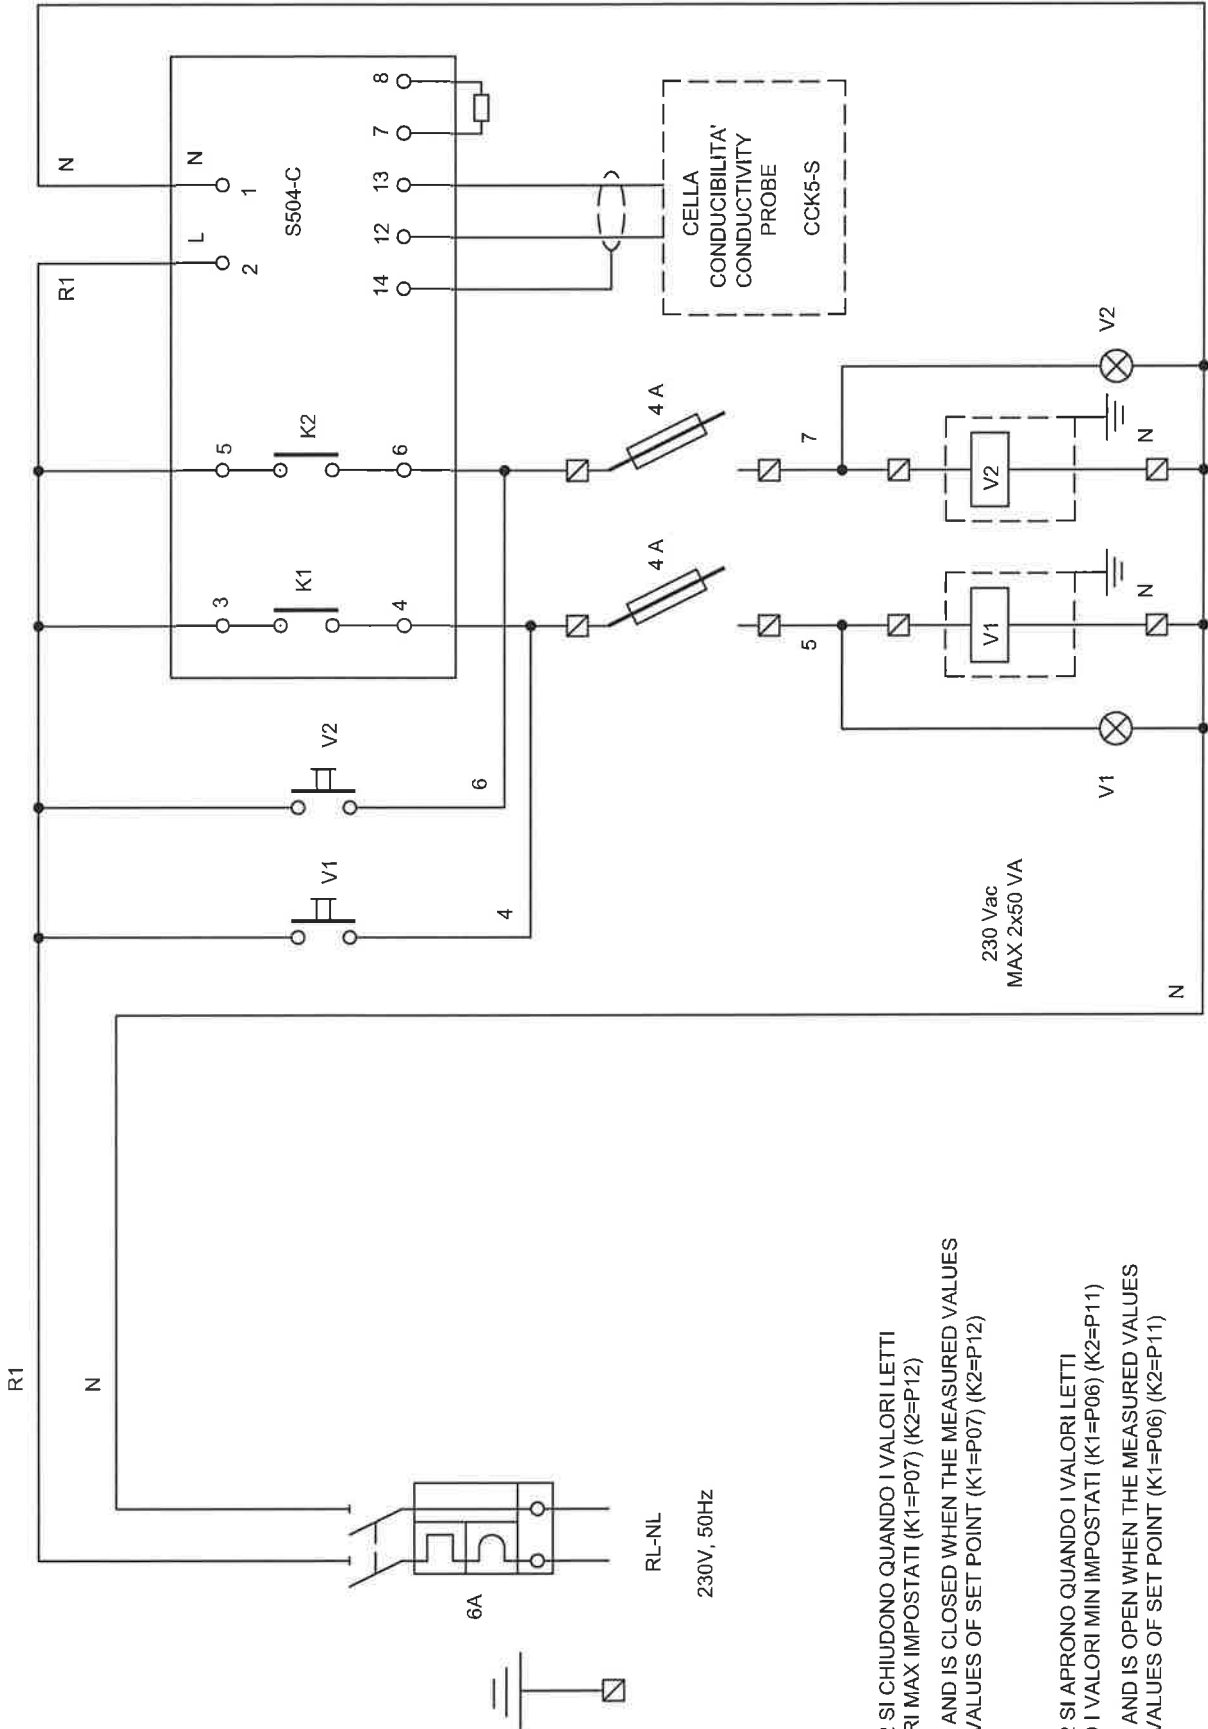 R1
N
6A
RL-NL
230V, 50Hz
SI CHIUDONO QUANDO I VALORI LETTI
RI MAX IMPOSTATI (K1=P07) (K2=P12)
AND IS CLOSED WHEN THE MEASURED VALUES
VALUES OF SET POINT (K1=P07) (K2=P12)
SI APRONO QUANDO I VALORI LETTI
I VALORI MIN IMPOSTATI (K1=P06) (K2=P11)
AND IS OPEN WHEN THE MEASURED VALUES
VALUES OF SET POINT (K1=P06) (K2=P11)
V1
V2
4
6
R1
N
L
N
2
1
3
5
K1
K2
S504-C
4
6
14
12
13
7
8
4 A
4 A
CELLA
CONDUCIBILITA'
CONDUCTIVITY
PROBE
CCK5-S
5
7
230 Vac
MAX 2x50 VA
V1
V2
V1
V2
N
N
N